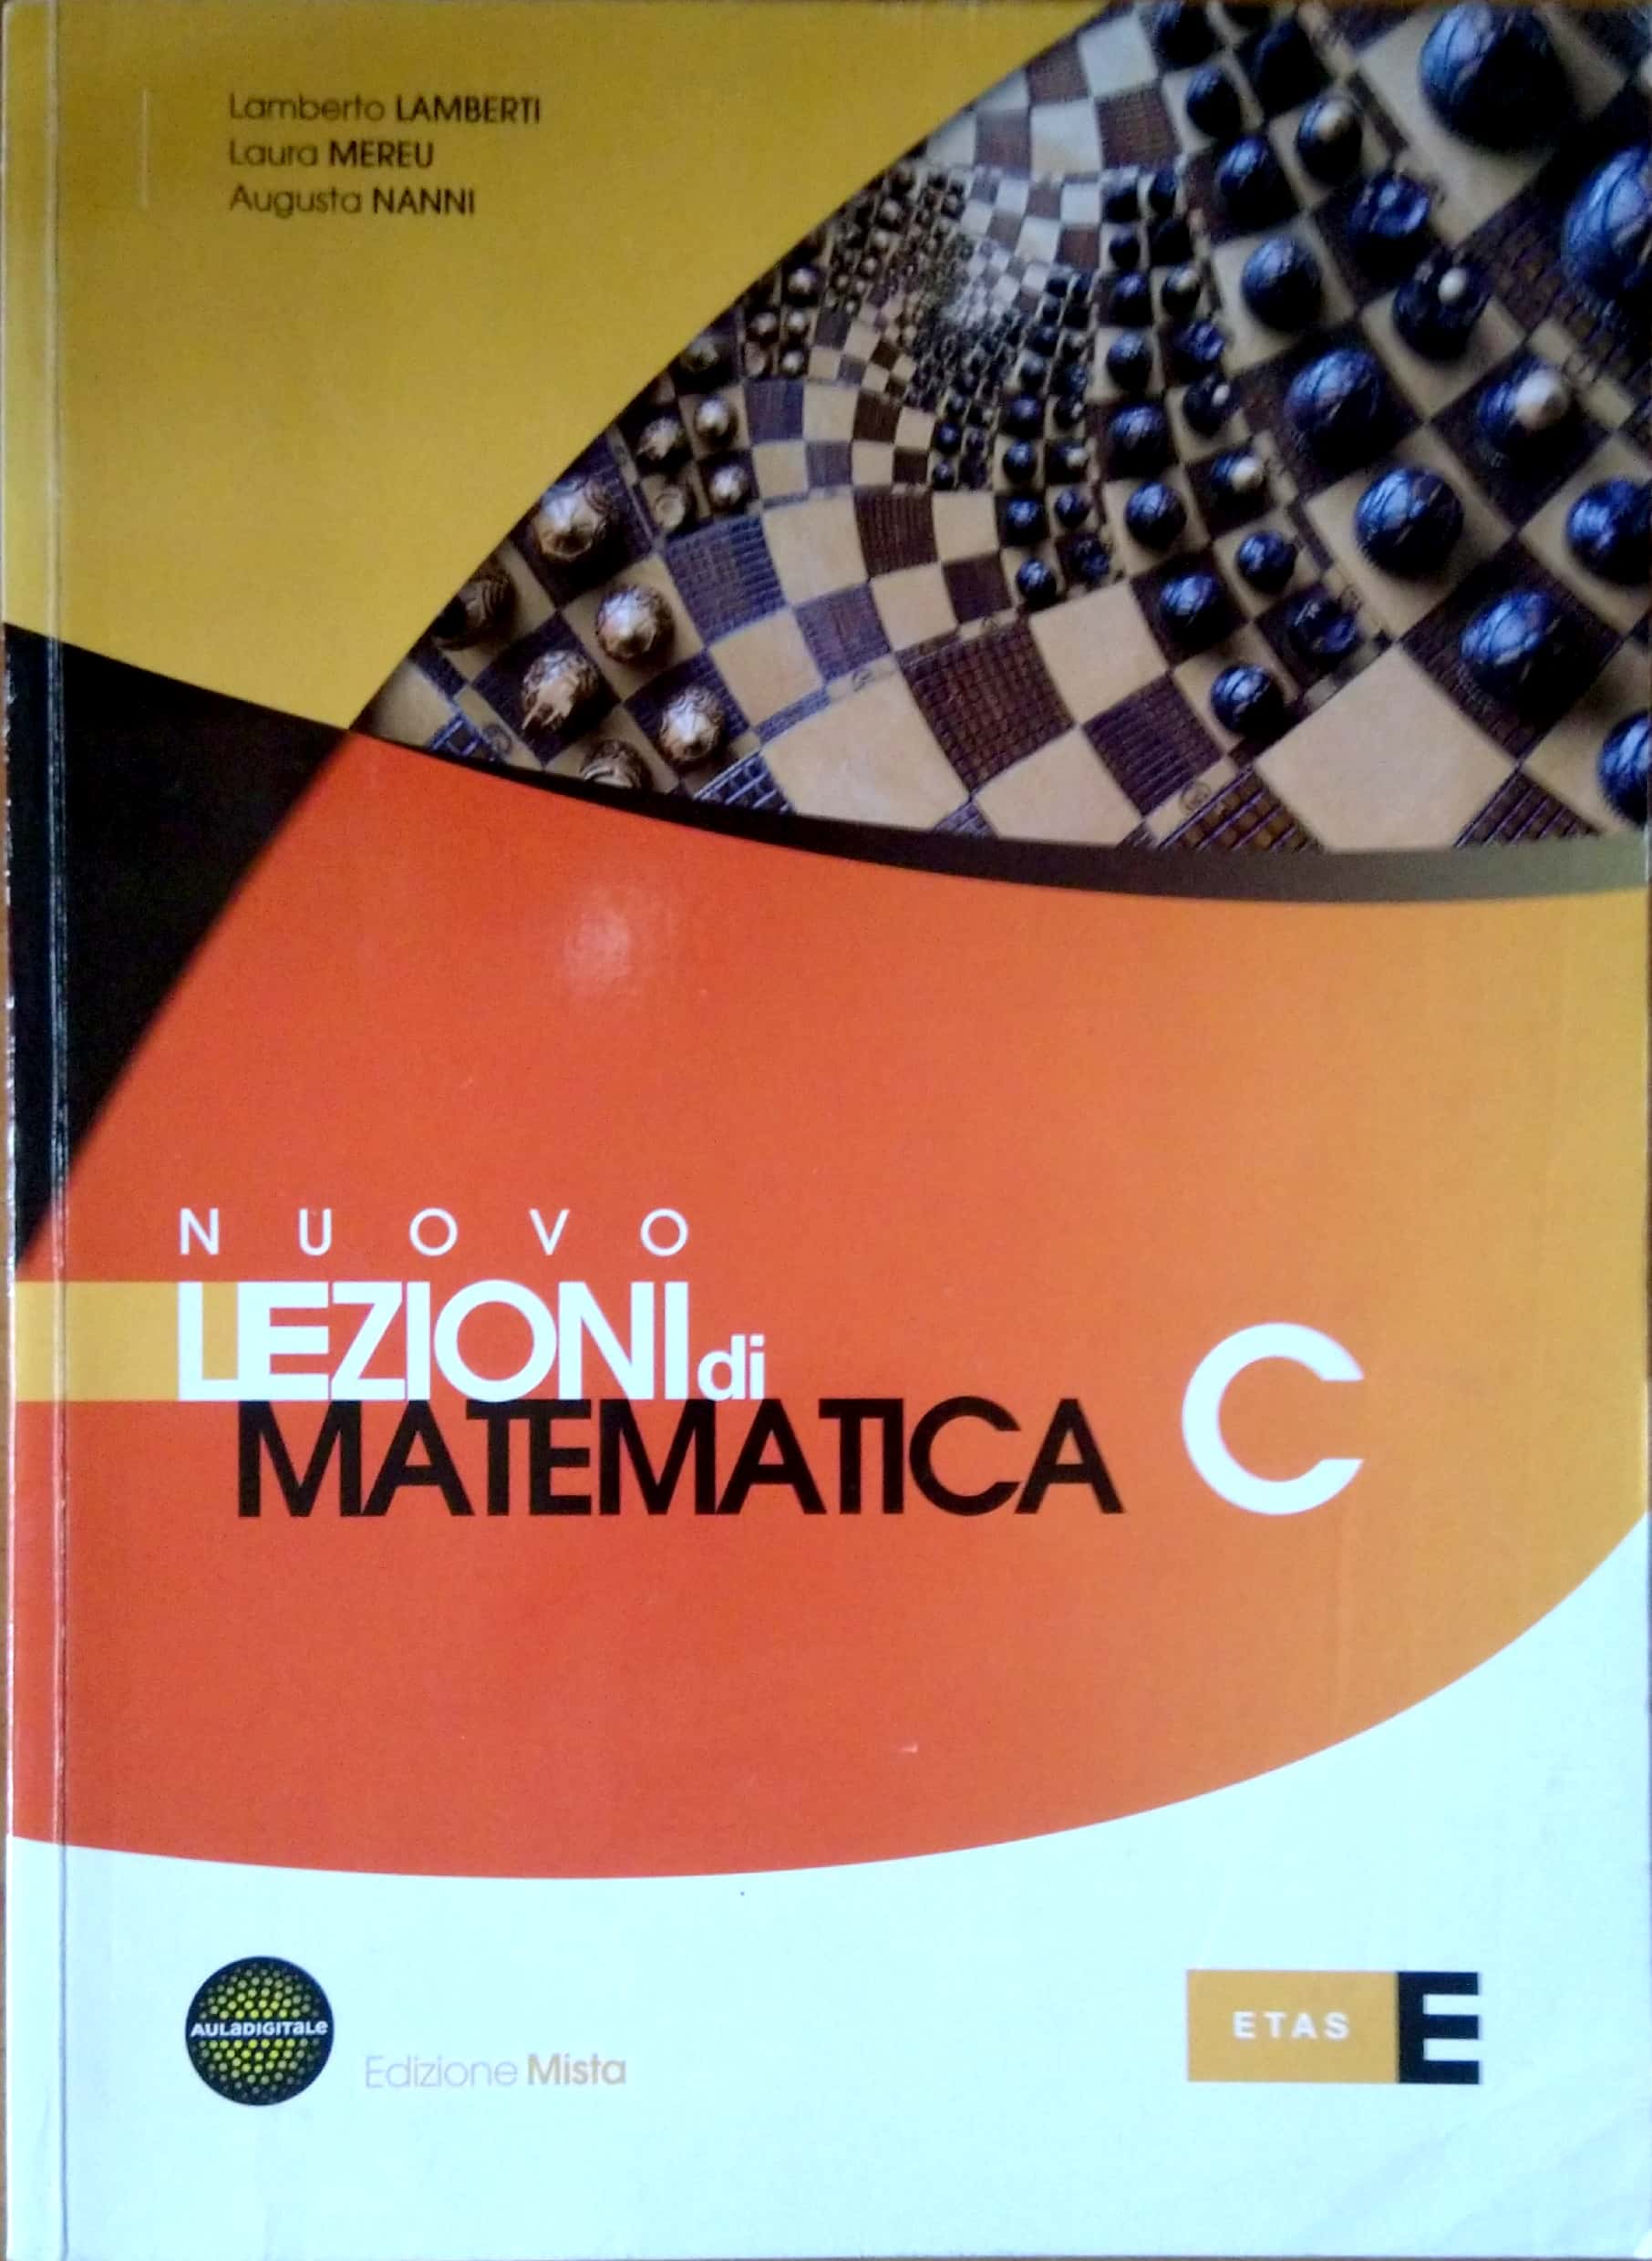 Lamberto LAMBERTI
Laura MEREU
Augusta NANNI
NUOVO
LEZIONI di
MATEMATICA C
AULADIGITALE
Edizione Mista
ETAS E